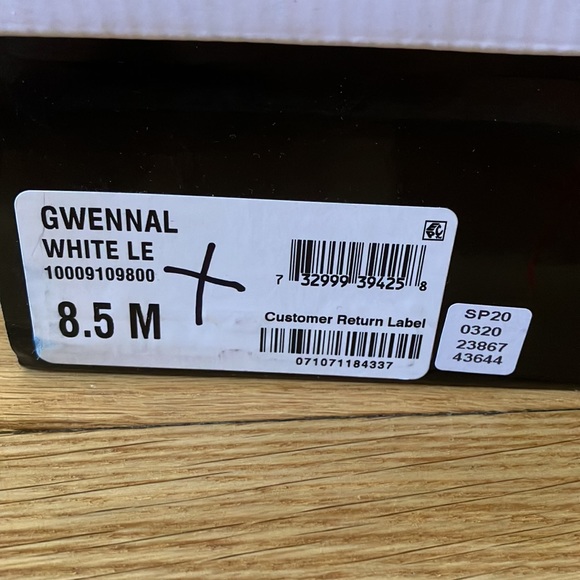 GWENNAL
WHITE LE
10009109800
8.5 M
7 32999 39425 8
Customer Return Label
071071184337
SP20
0320
23867
43644